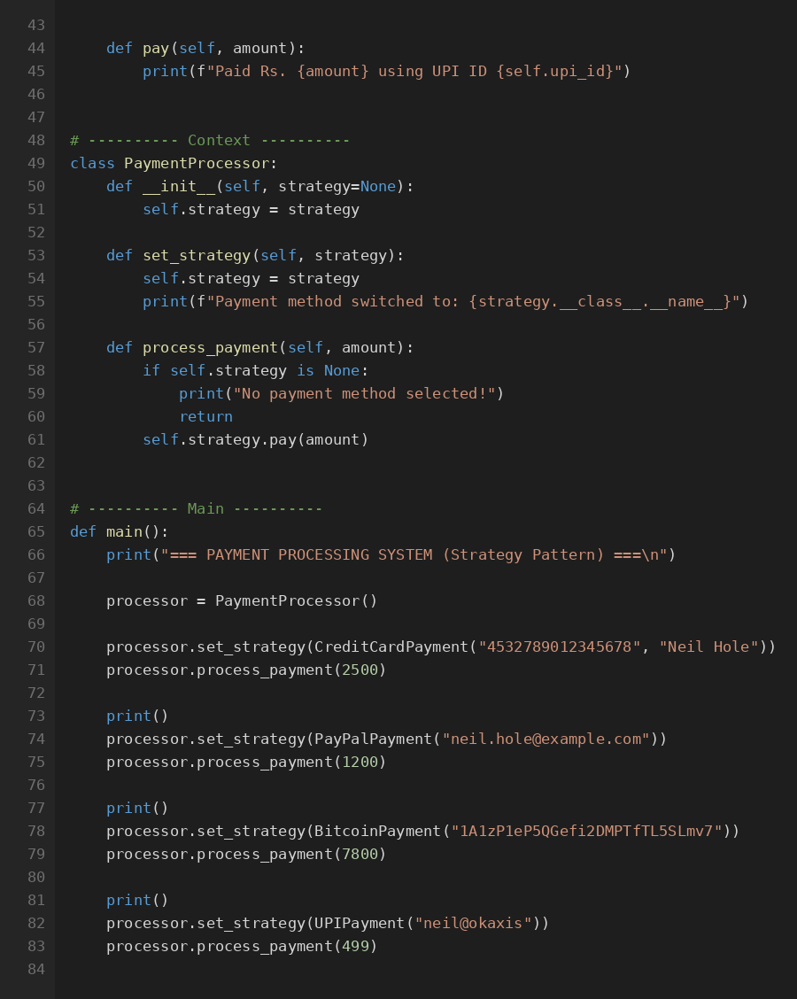 43
44     def pay(self, amount):
45         print(f"Paid Rs. {amount} using UPI ID {self.upi_id}")
46
47
48 # ---------- Context ----------
49 class PaymentProcessor:
50     def __init__(self, strategy=None):
51         self.strategy = strategy
52
53     def set_strategy(self, strategy):
54         self.strategy = strategy
55         print(f"Payment method switched to: {strategy.__class__.__name__}")
56
57     def process_payment(self, amount):
58         if self.strategy is None:
59             print("No payment method selected!")
60             return
61         self.strategy.pay(amount)
62
63
64 # ---------- Main ----------
65 def main():
66     print("=== PAYMENT PROCESSING SYSTEM (Strategy Pattern) ===\n")
67
68     processor = PaymentProcessor()
69
70     processor.set_strategy(CreditCardPayment("4532789012345678", "Neil Hole"))
71     processor.process_payment(2500)
72
73     print()
74     processor.set_strategy(PayPalPayment("neil.hole@example.com"))
75     processor.process_payment(1200)
76
77     print()
78     processor.set_strategy(BitcoinPayment("1A1zP1eP5QGefi2DMPTfTL5SLmv7"))
79     processor.process_payment(7800)
80
81     print()
82     processor.set_strategy(UPIPayment("neil@okaxis"))
83     processor.process_payment(499)
84